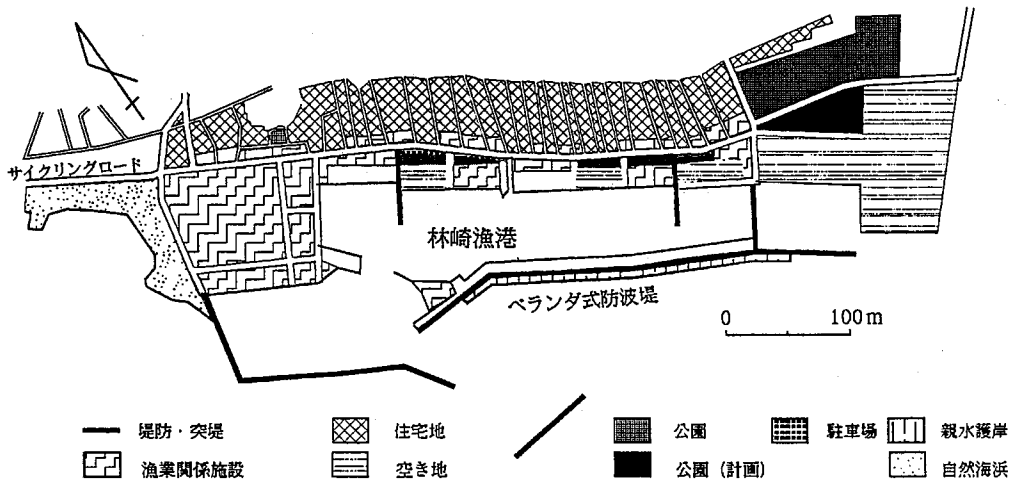 サイクリングロード
林崎漁港
ベランダ式防波堤
0 100m
堤防・突堤
住宅地
公園
駐車場
親水護岸
漁業関係施設
空き地
公園(計画)
自然海浜